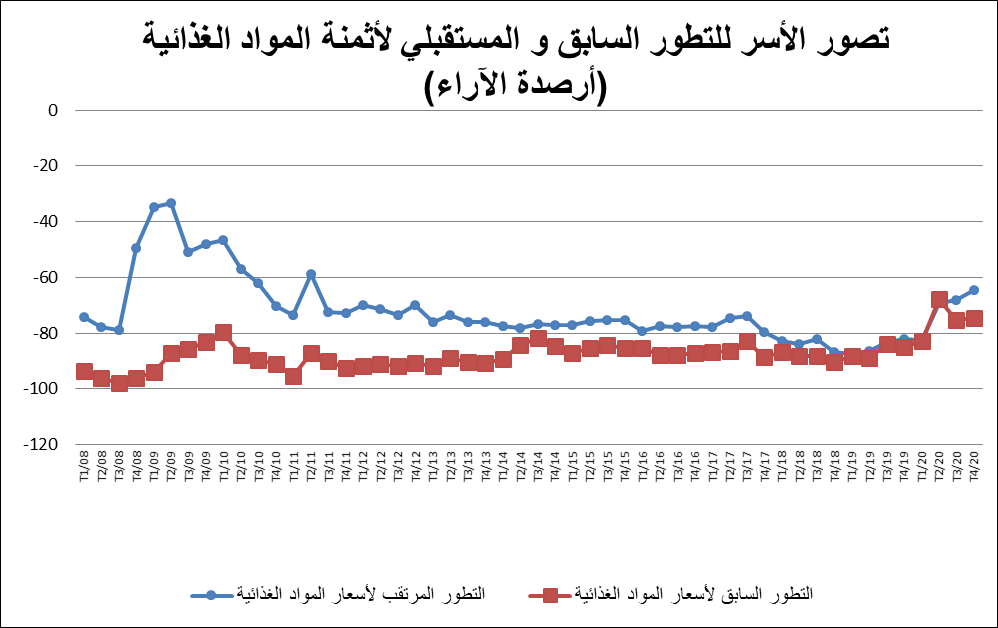 تصور الأسر للتطور السابق و المستقبلي لأثمنة المواد الغذائية
(أرصدة الآراء)
0
-20
-40
-60
-80
-100
-120
T1/08
T2/08
T3/08
T4/08
T1/09
T2/09
T3/09
T4/09
T1/10
T2/10
T3/10
T4/10
T1/11
T2/11
T3/11
T4/11
T1/12
T2/12
T3/12
T4/12
T1/13
T2/13
T3/13
T4/13
T1/14
T2/14
T3/14
T4/14
T1/15
T2/15
T3/15
T4/15
T1/16
T2/16
T3/16
T4/16
T1/17
T2/17
T3/17
T4/17
T1/18
T2/18
T3/18
T4/18
T1/19
T2/19
T3/19
T4/19
T1/20
T2/20
T3/20
T4/20
التطور المرتقب لأسعار المواد الغذائية
التطور السابق لأسعار المواد الغذائية